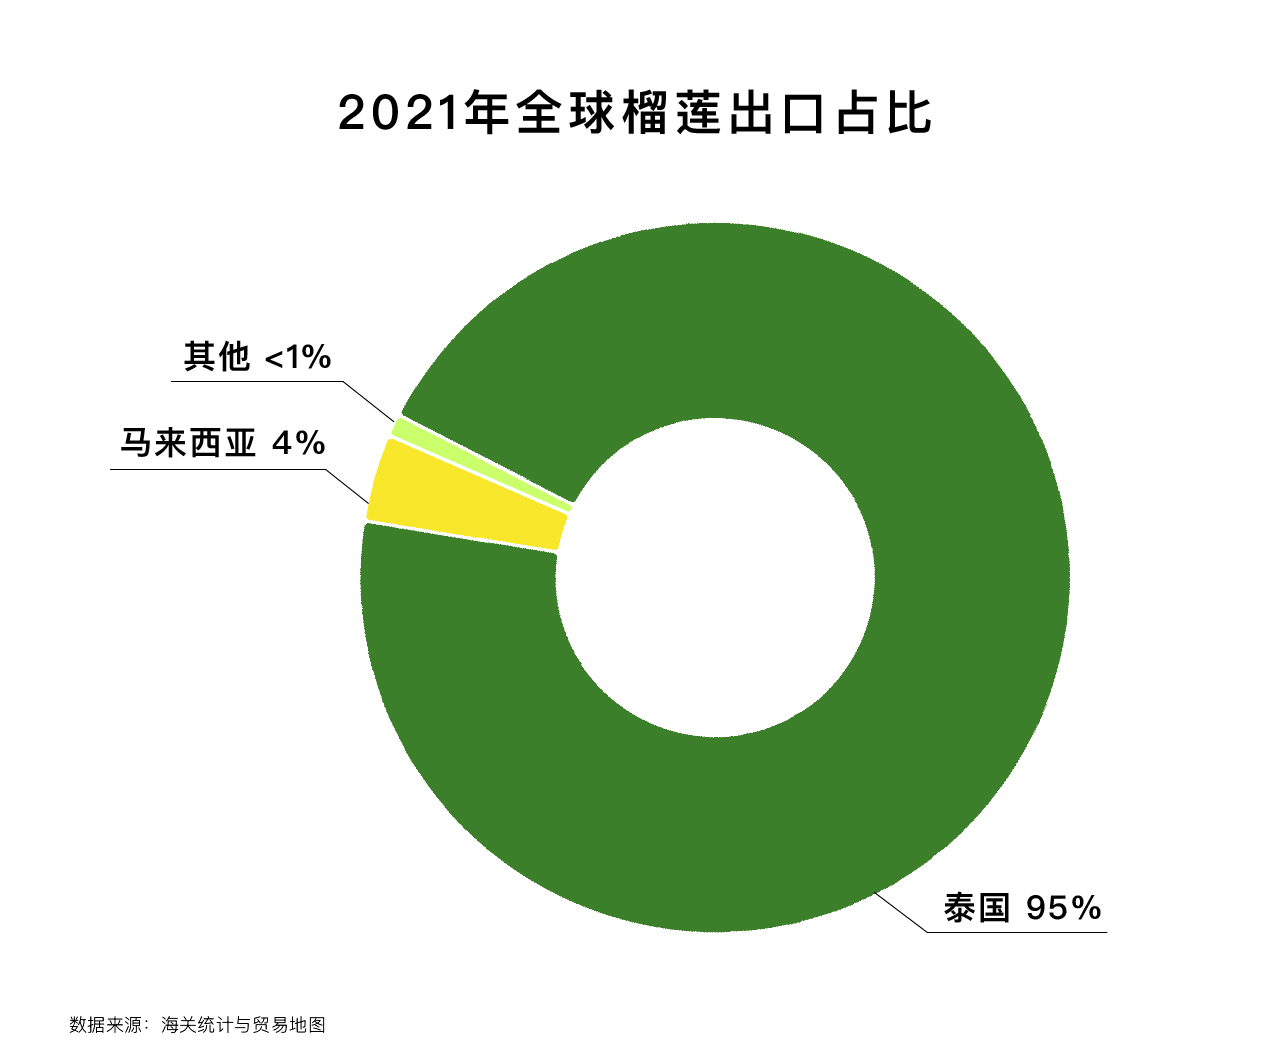 2021年全球榴莲出口占比
其他 <1%
马来西亚 4%
泰国 95%
数据来源：海关统计与贸易地图